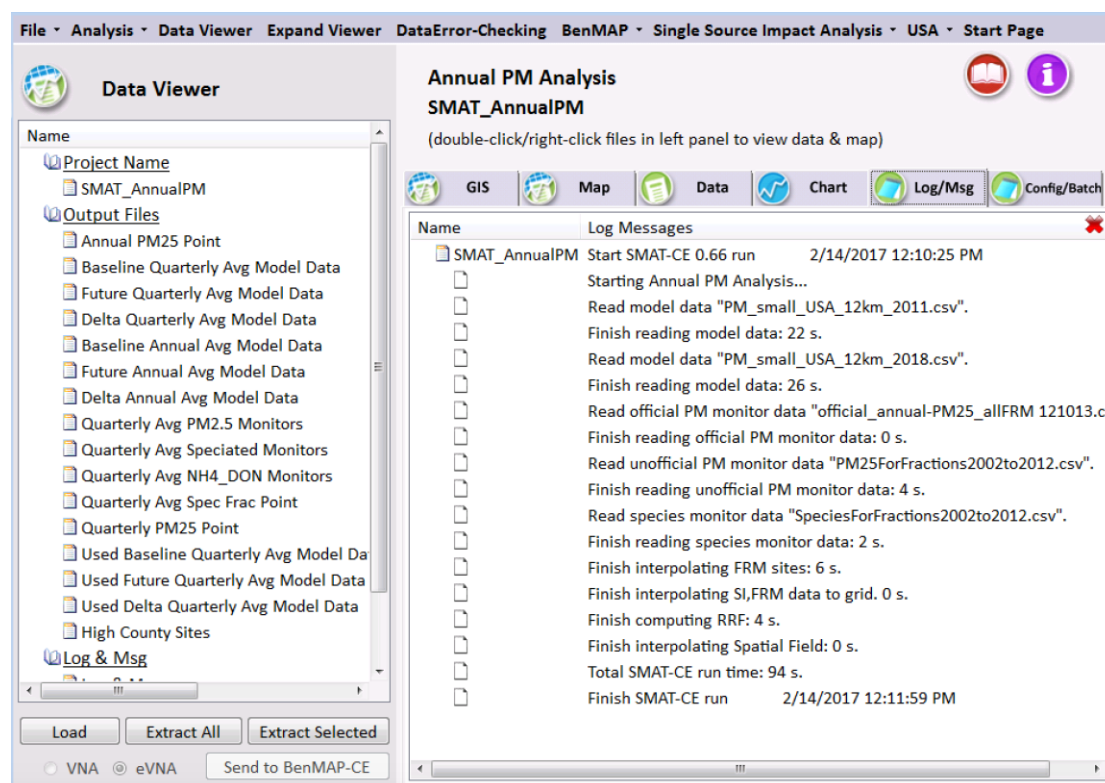 File Analysis Data Viewer Expand Viewer DataError-Checking BenMAP Single Source Impact Analysis USA Start Page
Data Viewer
Name
Project Name
SMAT_AnnualPM
Output Files
Annual PM25 Point
Baseline Quarterly Avg Model Data
Future Quarterly Avg Model Data
Delta Quarterly Avg Model Data
Baseline Annual Avg Model Data
Future Annual Avg Model Data
Delta Annual Avg Model Data
Quarterly Avg PM2.5 Monitors
Quarterly Avg Speciated Monitors
Quarterly Avg NH4_DON Monitors
Quarterly Avg Spec Frac Point
Quarterly PM25 Point
Used Baseline Quarterly Avg Model Da
Used Future Quarterly Avg Model Data
Used Delta Quarterly Avg Model Data
High County Sites
Log & Msg
Load Extract All Extract Selected
VNA eVNA Send to BenMAP-CE
Annual PM Analysis
SMAT_AnnualPM
(double-click/right-click files in left panel to view data & map)
GIS Map Data Chart Log/Msg Config/Batch
Name Log Messages
SMAT_AnnualPM Start SMAT-CE 0.66 run 2/14/2017 12:10:25 PM
Starting Annual PM Analysis...
Read model data "PM_small_USA_12km_2011.csv".
Finish reading model data: 22 s.
Read model data "PM_small_USA_12km_2018.csv".
Finish reading model data: 26 s.
Read official PM monitor data "official_annual-PM25_allFRM 121013.c
Finish reading official PM monitor data: 0 s.
Read unofficial PM monitor data "PM25ForFractions2002to2012.csv".
Finish reading unofficial PM monitor data: 4 s.
Read species monitor data "SpeciesForFractions2002to2012.csv".
Finish reading species monitor data: 2 s.
Finish interpolating FRM sites: 6 s.
Finish interpolating SI,FRM data to grid. 0 s.
Finish computing RRF: 4 s.
Finish interpolating Spatial Field: 0 s.
Total SMAT-CE run time: 94 s.
Finish SMAT-CE run 2/14/2017 12:11:59 PM